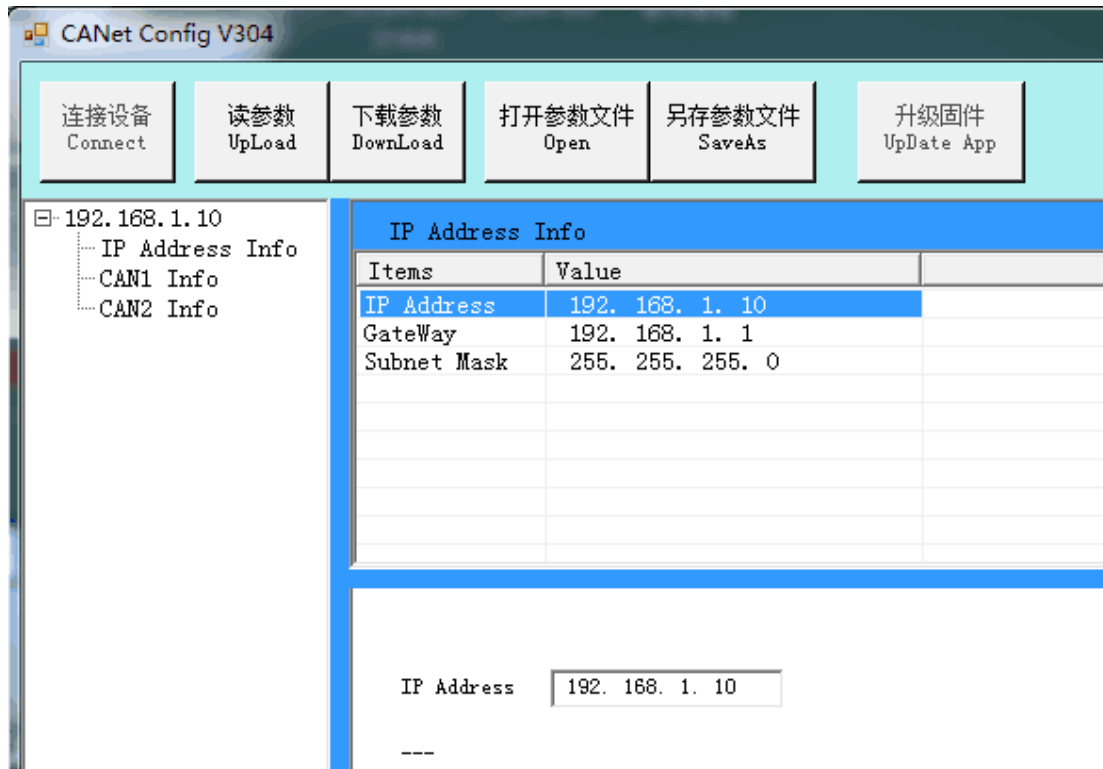 CANet Config V304
连接设备 读参数 下载参数 打开参数文件 另存参数文件 升级固件
Connect UpLoad DownLoad Open SaveAs UpDate App
192.168.1.10
IP Address Info
CAN1 Info
CAN2 Info
IP Address Info
Items Value
IP Address 192. 168. 1. 10
GateWay 192. 168. 1. 1
Subnet Mask 255. 255. 255. 0
IP Address 192. 168. 1. 10
---